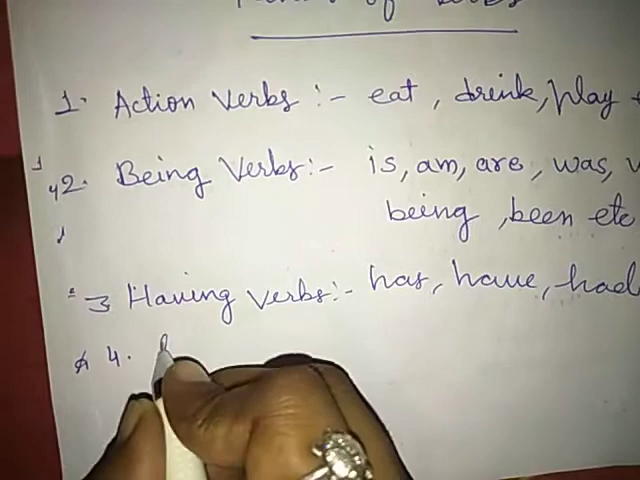 of
1. Action Verbs :- eat, drink, play
2. Being Verbs:- is, am, are, was,
being, been etc
3 Having Verbs:- has, have, had
4.